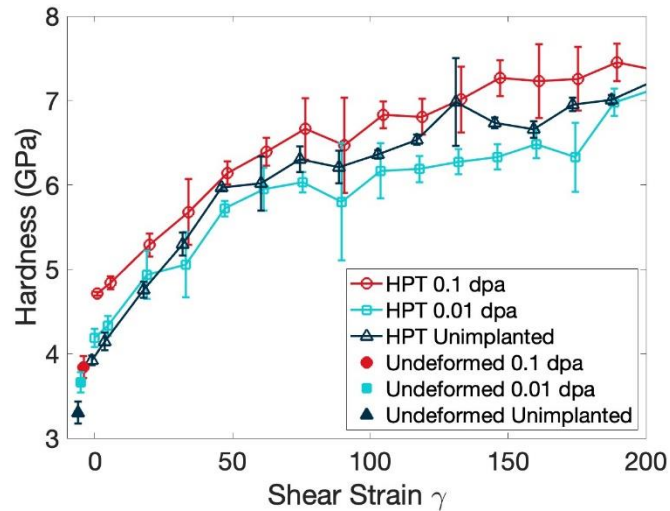 8
7
6
5
4
3
Hardness (GPa)
HPT 0.1 dpa
HPT 0.01 dpa
HPT Unimplanted
Undeformed 0.1 dpa
Undeformed 0.01 dpa
Undeformed Unimplanted
0 50 100 150 200
Shear Strain γ